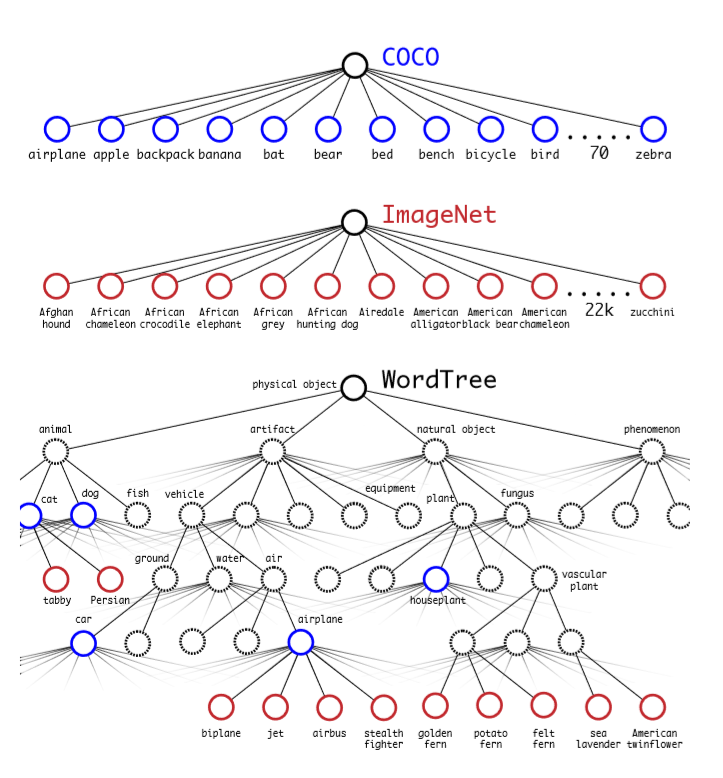 COCO
airplane apple backpack banana bat bear bed bench bicycle bird ..... 70 zebra
ImageNet
Afghan hound
African chameleon
African crocodile
African elephant
African grey
African hunting dog
Airedale
American alligator
American black bear
American chameleon
..... 22k
zucchini
WordTree
physical object
animal artifact natural object phenomenon
cat dog fish vehicle equipment plant fungus
ground water air
tabby Persian houseplant vascular plant
car airplane
biplane jet airbus
stealth fighter
golden fern
potato fern
felt fern
sea lavender
American twinflower